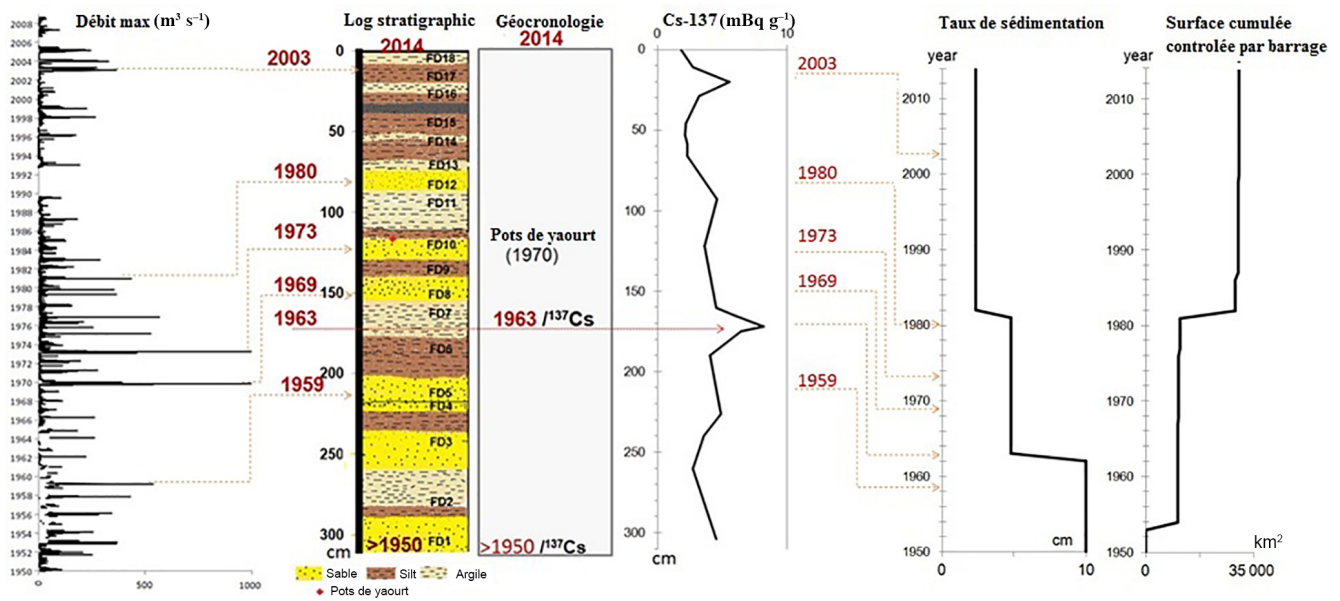 Débit max (m³ s⁻¹)
2008
2006
2004
2002
2000
1998
1996
1994
1992
1990
1988
1986
1984
1982
1980
1978
1976
1974
1972
1970
1968
1966
1964
1962
1960
1958
1956
1954
1952
1950
0
500
1000
2003
1980
1973
1969
1963
1959
Log stratigraphic
2014
0
50
100
150
200
250
300
cm
FD18
FD17
FD16
FD15
FD14
FD13
FD12
FD11
FD10
FD9
FD8
FD7
FD6
FD5
FD4
FD3
FD2
FD1
>1950
Sable
Silt
Argile
Pots de yaourt
Géocronologie
2014
Pots de yaourt
(1970)
1963 /¹³⁷Cs
>1950 /¹³⁷Cs
Cs-137 (mBq g⁻¹)
0
10
0
50
100
150
200
250
300
cm
2003
1980
1973
1969
1959
Taux de sédimentation
year
2010
2000
1990
1980
1970
1960
1950
cm
0
10
Surface cumulée
controlée par barrage
year
2010
2000
1990
1980
1970
1960
1950
km²
0
35 000